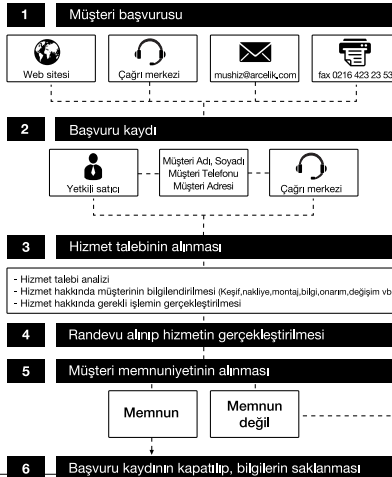 1 Müşteri başvurusu
Web sitesi
Çağrı merkezi
mushiz@arcelik.com
fax 0216 423 23 53
2 Başvuru kaydı
Yetkili satıcı
Müşteri Adı, Soyadı
Müşteri Telefonu
Müşteri Adresi
Çağrı merkezi
3 Hizmet talebinin alınması
- Hizmet talebi analizi
- Hizmet hakkında müşterinin bilgilendirilmesi (Keşif,nakliye,montaj,bilgi,onarım,değişim vb
- Hizmet hakkında gerekli işlemin gerçekleştirilmesi
4 Randevu alınıp hizmetin gerçekleştirilmesi
5 Müşteri memnuniyetinin alınması
Memnun
Memnun
değil
6 Başvuru kaydının kapatılıp, bilgilerin saklanması